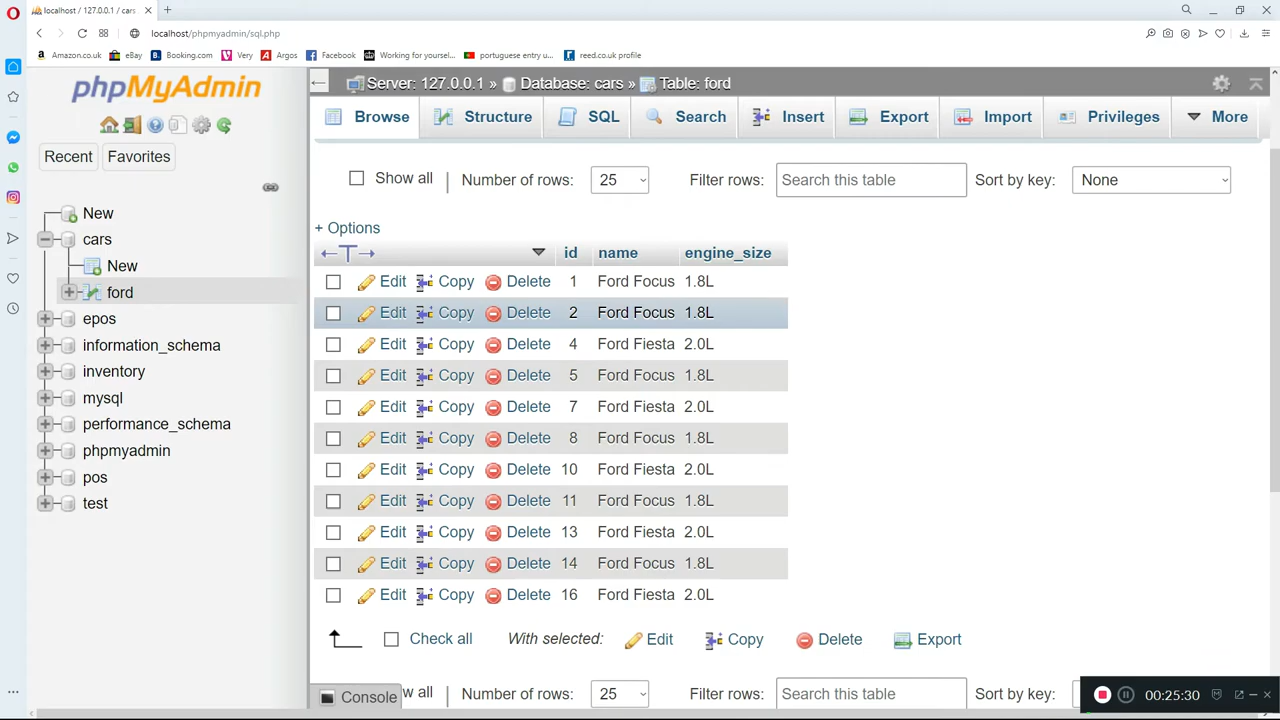 localhost / 127.0.0.1 / cars
localhost/phpmyadmin/sql.php
Amazon.co.uk eBay Booking.com Very Argos Facebook Working for yoursel... portuguese entry u... reed.co.uk profile
phpMyAdmin
Recent Favorites
New
cars
New
ford
epos
information_schema
inventory
mysql
performance_schema
phpmyadmin
pos
test
Server: 127.0.0.1 » Database: cars » Table: ford
Browse Structure SQL Search Insert Export Import Privileges More
Show all Number of rows: 25 Filter rows: Search this table Sort by key: None
+ Options
←T→ id name engine_size
Edit Copy Delete 1 Ford Focus 1.8L
Edit Copy Delete 2 Ford Focus 1.8L
Edit Copy Delete 4 Ford Fiesta 2.0L
Edit Copy Delete 5 Ford Focus 1.8L
Edit Copy Delete 7 Ford Fiesta 2.0L
Edit Copy Delete 8 Ford Focus 1.8L
Edit Copy Delete 10 Ford Fiesta 2.0L
Edit Copy Delete 11 Ford Focus 1.8L
Edit Copy Delete 13 Ford Fiesta 2.0L
Edit Copy Delete 14 Ford Focus 1.8L
Edit Copy Delete 16 Ford Fiesta 2.0L
Check all With selected: Edit Copy Delete Export
Console
w all Number of rows: 25 Filter rows: Search this table Sort by key:
00:25:30